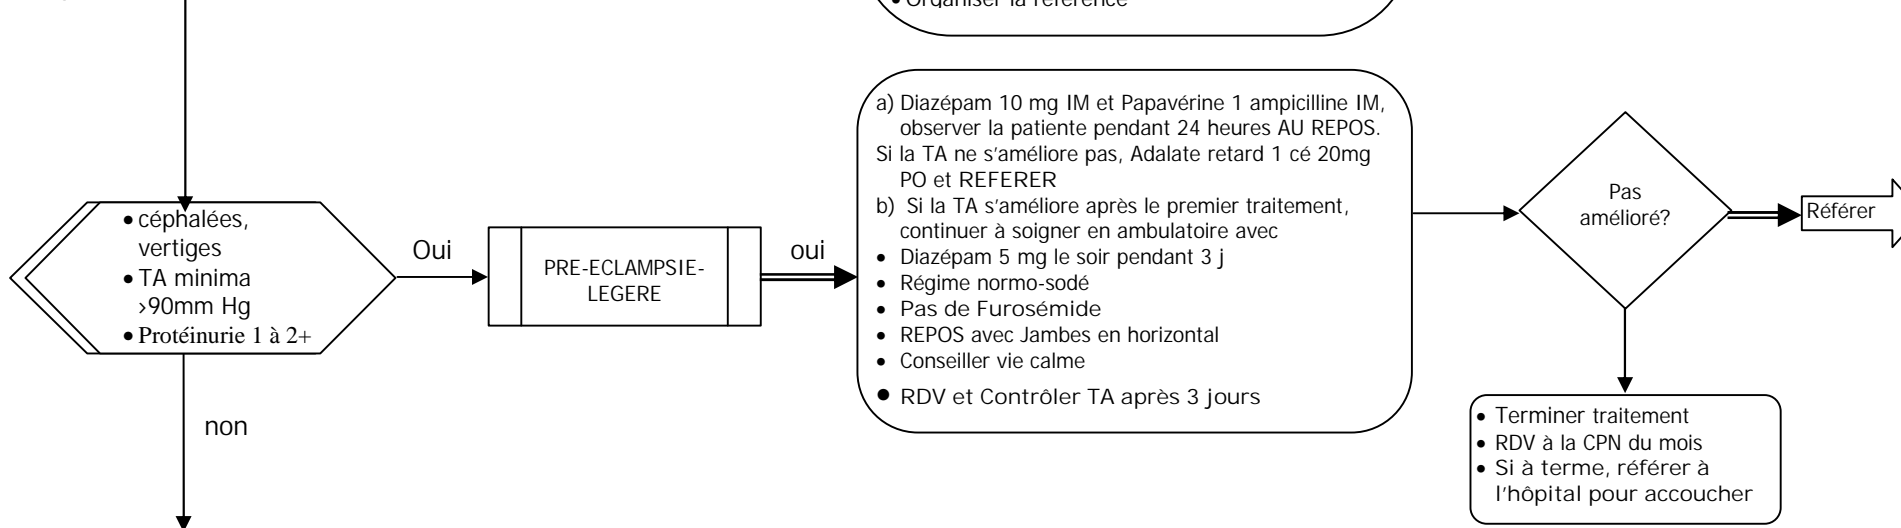 • Organiser la référence
• céphalées,
vertiges
• TA minima
>90mm Hg
• Protéinurie 1 à 2+
Oui
non
PRE-ECLAMPSIE-
LEGERE
oui
a) Diazépam 10 mg IM et Papavérine 1 ampicilline IM,
observer la patiente pendant 24 heures AU REPOS.
Si la TA ne s'améliore pas, Adalate retard 1 cé 20mg
PO et REFERER
b) Si la TA s'améliore après le premier traitement,
continuer à soigner en ambulatoire avec
• Diazépam 5 mg le soir pendant 3 j
• Régime normo-sodé
• Pas de Furosémide
• REPOS avec Jambes en horizontal
• Conseiller vie calme
• RDV et Contrôler TA après 3 jours
Pas
amélioré?
Référer
• Terminer traitement
• RDV à la CPN du mois
• Si à terme, référer à
l'hôpital pour accoucher